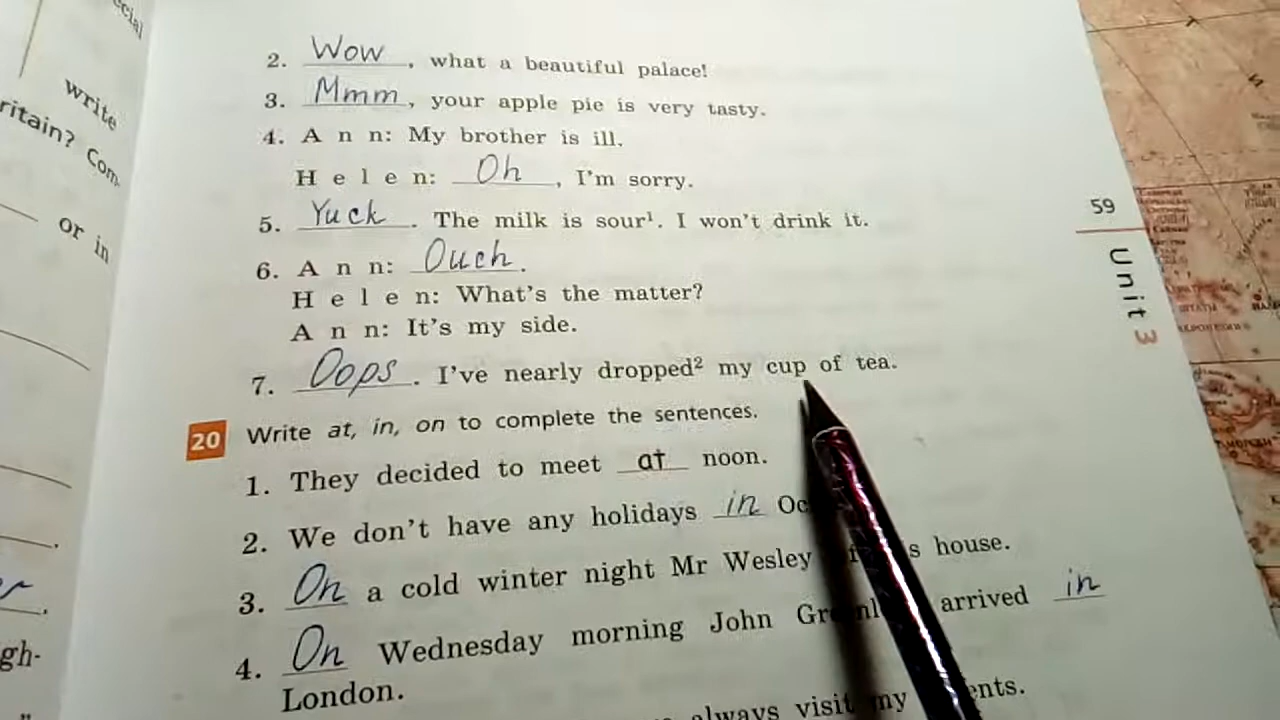 ecial
write
ritain? Com
or in
gh-
2. Wow, what a beautiful palace!
3. Mmm, your apple pie is very tasty.
4. Ann: My brother is ill.
Helen: Oh, I'm sorry.
5. Yuck. The milk is sour¹. I won't drink it.
6. Ann: Ouch.
Helen: What's the matter?
Ann: It's my side.
7. Oops. I've nearly dropped² my cup of tea.
20 Write at, in, on to complete the sentences.
1. They decided to meet at noon.
2. We don't have any holidays in Oc
3. On a cold winter night Mr Wesley s house.
4. On Wednesday morning John arrived in
London.
always visit my
59
Unit 3